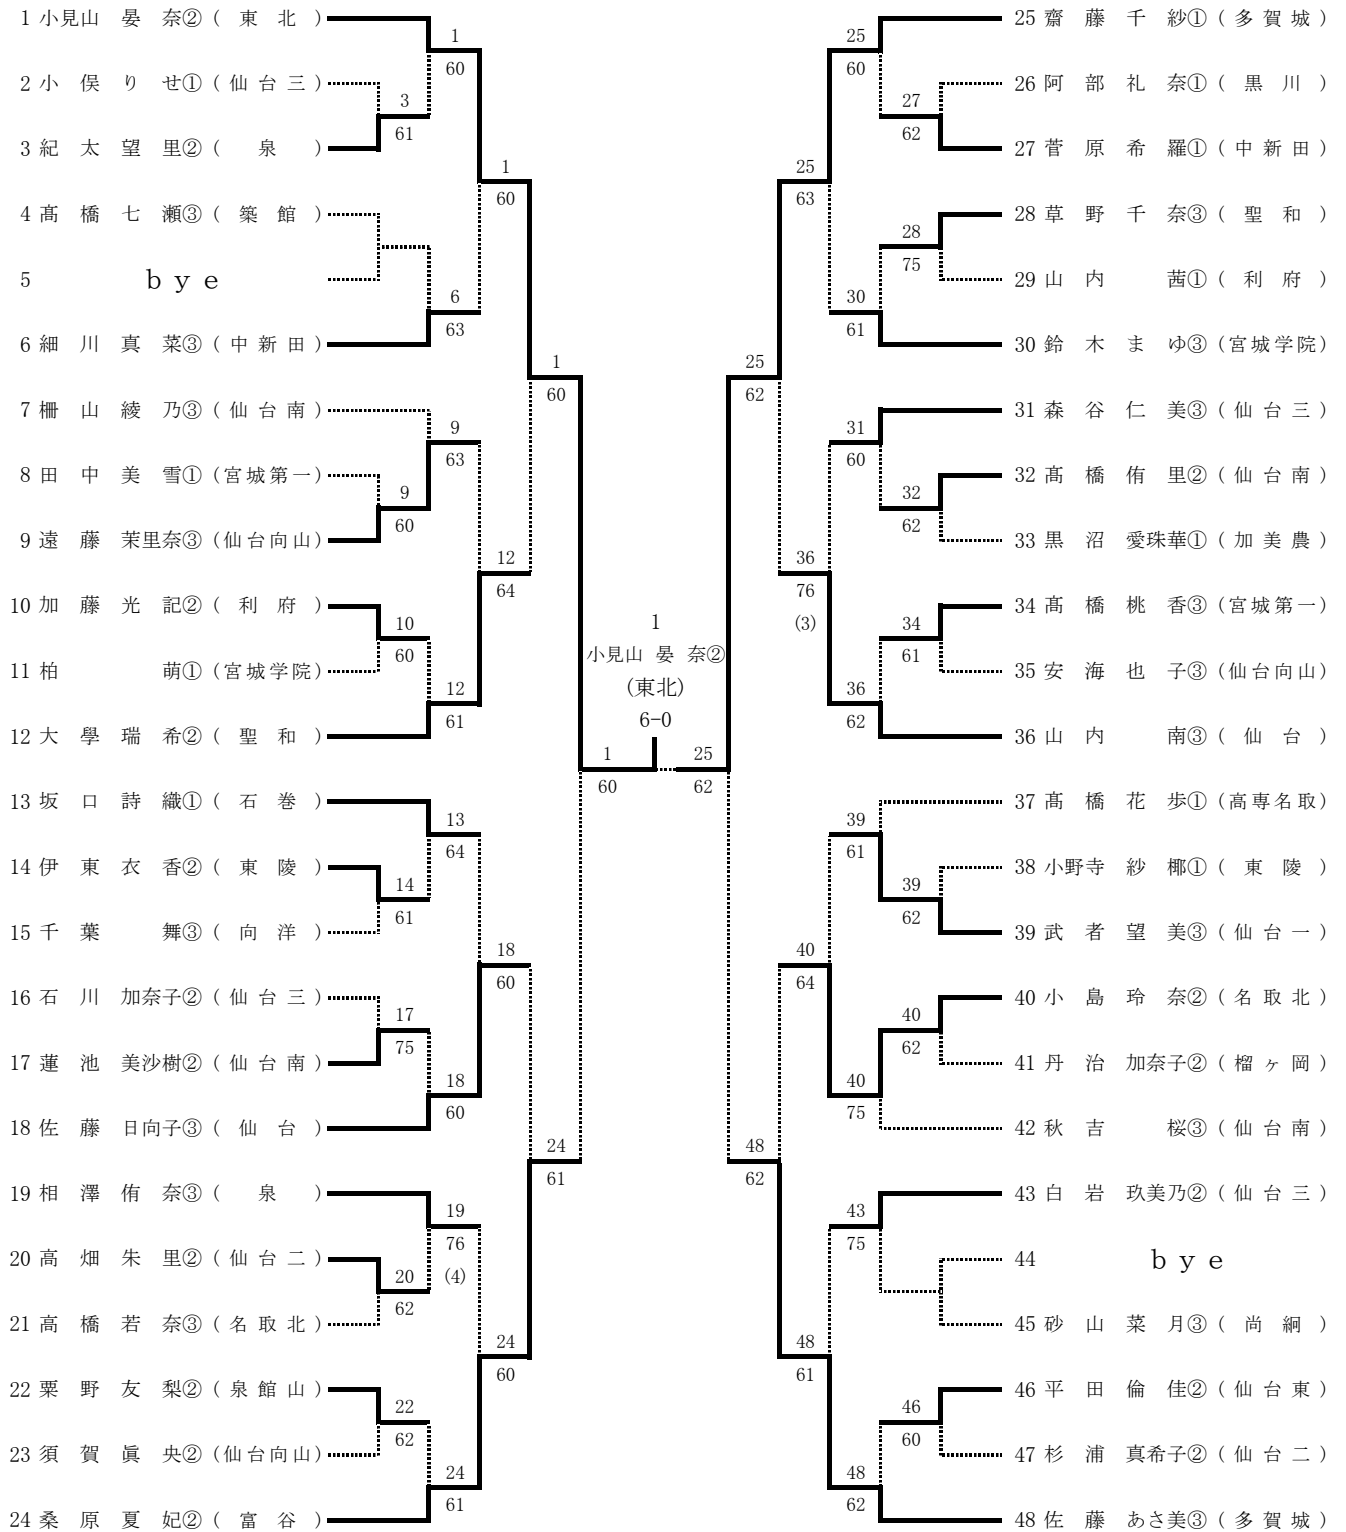 1 小見山 晏 奈② ( 東 北 )
2 小 俣 り せ① ( 仙 台 三 )
3 紀 太 望 里② ( 泉 )
4 髙 橋 七 瀬③ ( 築 館 )
5 ｂｙｅ
6 細 川 真 菜③ ( 中 新 田 )
7 柵 山 綾 乃③ ( 仙 台 南 )
8 田 中 美 雪① (宮城第一)
9 遠 藤 茉里奈③ (仙台向山)
10 加 藤 光 記② ( 利 府 )
11 柏 萌① (宮城学院)
12 大 學 瑞 希② ( 聖 和 )
13 坂 口 詩 織① ( 石 巻 )
14 伊 東 衣 香② ( 東 陵 )
15 千 葉 舞③ ( 向 洋 )
16 石 川 加奈子② ( 仙 台 三 )
17 蓮 池 美沙樹② ( 仙 台 南 )
18 佐 藤 日向子③ ( 仙 台 )
19 相 澤 侑 奈③ ( 泉 )
20 高 畑 朱 里② ( 仙 台 二 )
21 高 橋 若 奈③ ( 名 取 北 )
22 粟 野 友 梨② ( 泉 館 山 )
23 須 賀 眞 央② (仙台向山)
24 桑 原 夏 妃② ( 富 谷 )
3
61
9
60
10
60
14
61
17
75
20
62
22
62
1
60
6
63
9
63
12
61
13
64
18
60
19
76
(4)
24
61
1
60
12
64
18
60
24
60
1
60
24
61
1
60
1
小見山 晏 奈②
(東北)
6-0
25
62
25
62
48
62
25
63
36
76
(3)
40
64
48
61
25
60
30
61
31
60
36
62
39
61
40
75
43
75
48
62
27
62
28
75
32
62
34
61
39
62
40
62
46
60
25 齋 藤 千 紗① ( 多 賀 城 )
26 阿 部 礼 奈① ( 黒 川 )
27 菅 原 希 羅① ( 中 新 田 )
28 草 野 千 奈③ ( 聖 和 )
29 山 内 茜① ( 利 府 )
30 鈴 木 ま ゆ③ (宮城学院)
31 森 谷 仁 美③ ( 仙 台 三 )
32 髙 橋 侑 里② ( 仙 台 南 )
33 黒 沼 愛珠華① ( 加 美 農 )
34 髙 橋 桃 香③ (宮城第一)
35 安 海 也 子③ (仙台向山)
36 山 内 南③ ( 仙 台 )
37 髙 橋 花 歩① (高専名取)
38 小野寺 紗 椰① ( 東 陵 )
39 武 者 望 美③ ( 仙 台 一 )
40 小 島 玲 奈② ( 名 取 北 )
41 丹 治 加奈子② ( 榴 ヶ 岡 )
42 秋 吉 桜③ ( 仙 台 南 )
43 白 岩 玖美乃② ( 仙 台 三 )
44 ｂｙｅ
45 砂 山 菜 月③ ( 尚 絅 )
46 平 田 倫 佳② ( 仙 台 東 )
47 杉 浦 真希子② ( 仙 台 二 )
48 佐 藤 あさ美③ ( 多 賀 城 )